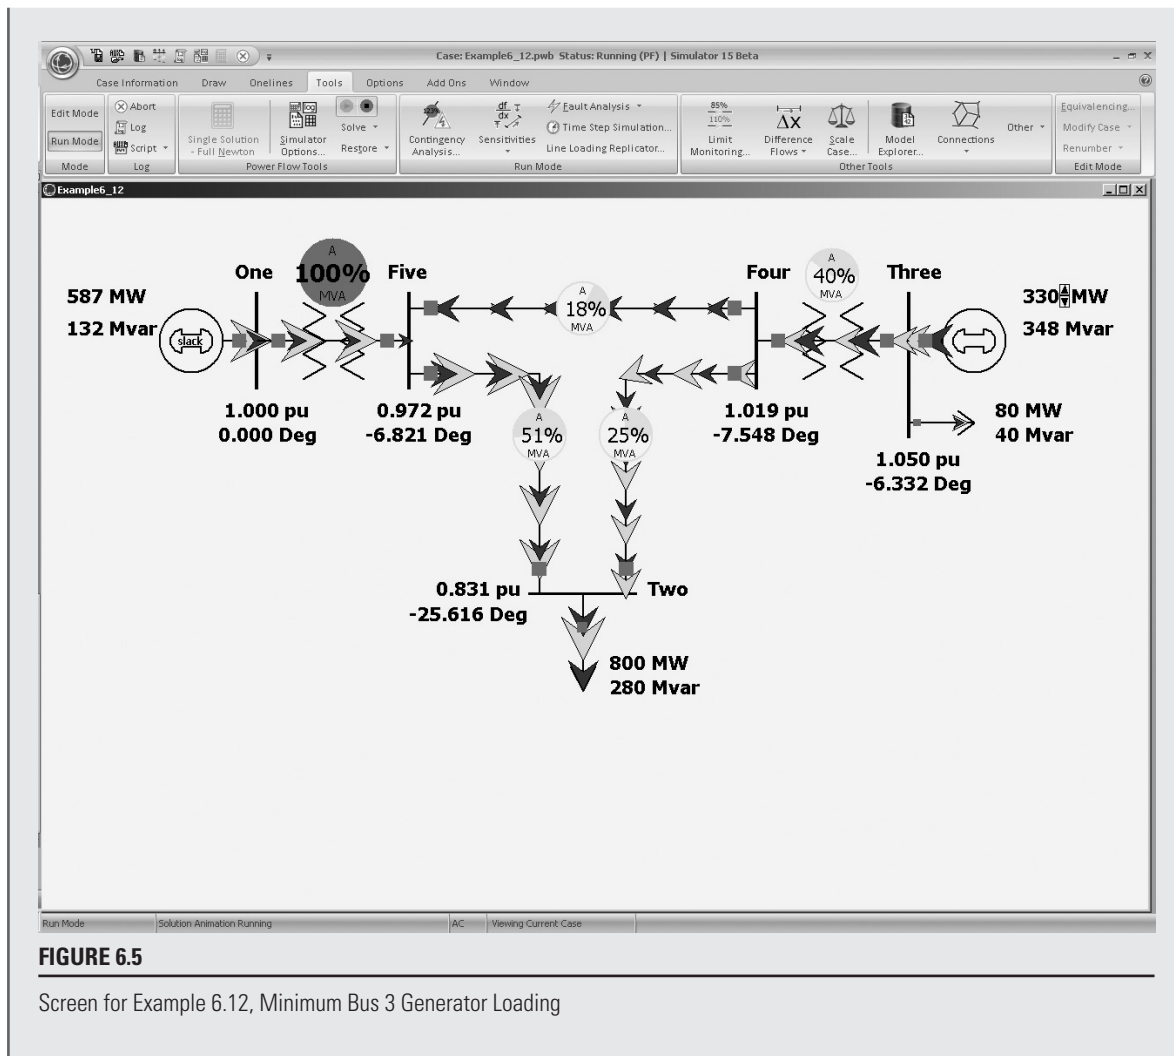 Case: Example6_12.pwb Status: Running (PF) | Simulator 15 Beta
Case Information Draw Onelines Tools Options Add Ons Window
Edit Mode
Run Mode
Mode
Abort
Log
Script
Log
Single Solution
- Full Newton
Simulator
Options...
Solve
Restore
Power Flow Tools
Contingency
Analysis...
Sensitivities
Fault Analysis
Time Step Simulation...
Line Loading Replicator...
Run Mode
85%
110%
Limit
Monitoring...
ΔX
Difference
Flows
Scale
Case...
Model
Explorer...
Connections
Other
Other Tools
Equivalencing...
Modify Case
Renumber
Edit Mode
Example6_12
587 MW
132 Mvar
slack
One
A
100%
MVA
Five
A
18%
MVA
Four
A
40%
MVA
Three
330 MW
348 Mvar
1.000 pu
0.000 Deg
0.972 pu
-6.821 Deg
A
51%
MVA
A
25%
MVA
1.019 pu
-7.548 Deg
80 MW
40 Mvar
1.050 pu
-6.332 Deg
0.831 pu
-25.616 Deg
Two
800 MW
280 Mvar
Run Mode Solution Animation Running AC Viewing Current Case
FIGURE 6.5
Screen for Example 6.12, Minimum Bus 3 Generator Loading